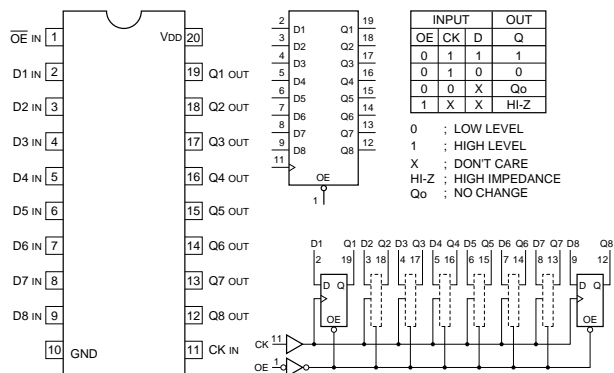 OE IN 1
D1 IN 2
D2 IN 3
D3 IN 4
D4 IN 5
D5 IN 6
D6 IN 7
D7 IN 8
D8 IN 9
10 GND
VDD 20
19 Q1 OUT
18 Q2 OUT
17 Q3 OUT
16 Q4 OUT
15 Q5 OUT
14 Q6 OUT
13 Q7 OUT
12 Q8 OUT
11 CK IN
2 D1 Q1 19
3 D2 Q2 18
4 D3 Q3 17
5 D4 Q4 16
6 D5 Q5 15
7 D6 Q6 14
8 D7 Q7 13
9 D8 Q8 12
11
OE
1
INPUT OUT
OE CK D Q
0 1 1 1
0 1 0 0
0 0 X Qo
1 X X HI-Z
0 ; LOW LEVEL
1 ; HIGH LEVEL
X ; DON'T CARE
HI-Z ; HIGH IMPEDANCE
Qo ; NO CHANGE
D1 Q1 D2 Q2 D3 Q3 D4 Q4 D5 Q5 D6 Q6 D7 Q7 D8 Q8
2 19 3 18 4 17 5 16 6 15 7 14 8 13 9 12
D Q D Q
OE OE
CK 11
OE 1